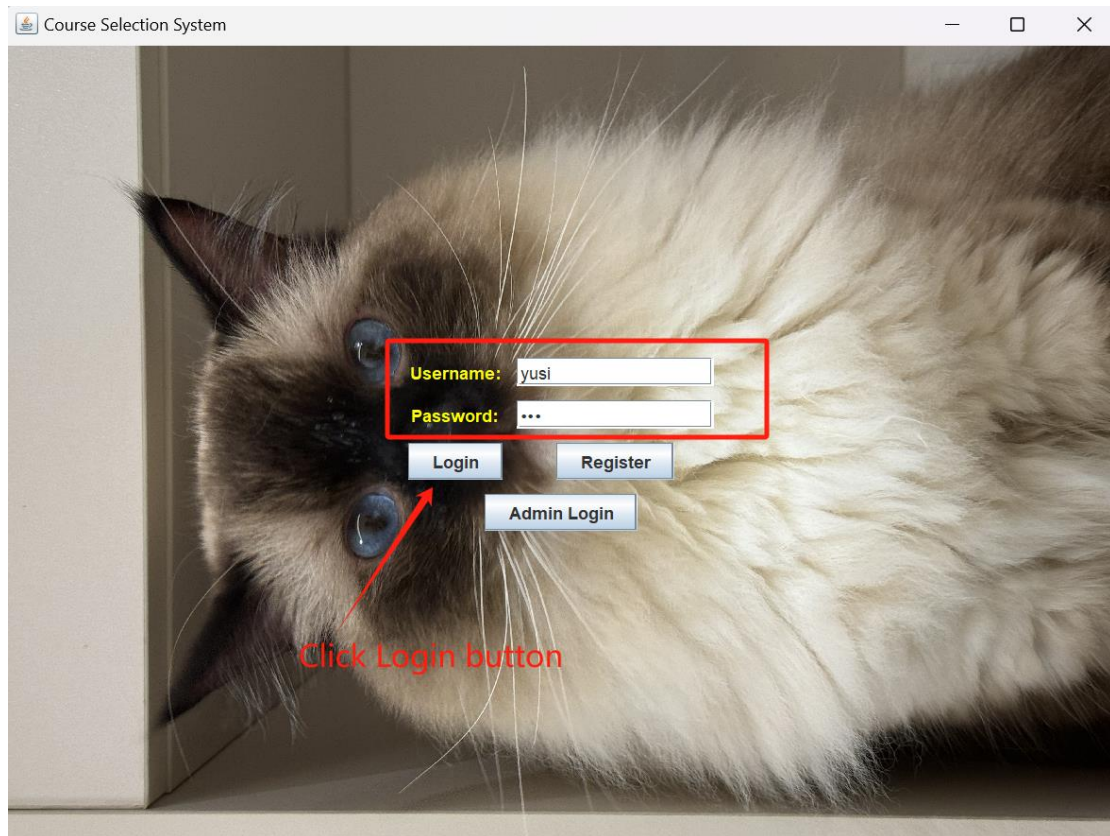 Course Selection System
Username: yusi
Password: •••
Login Register
Admin Login
Click Login button